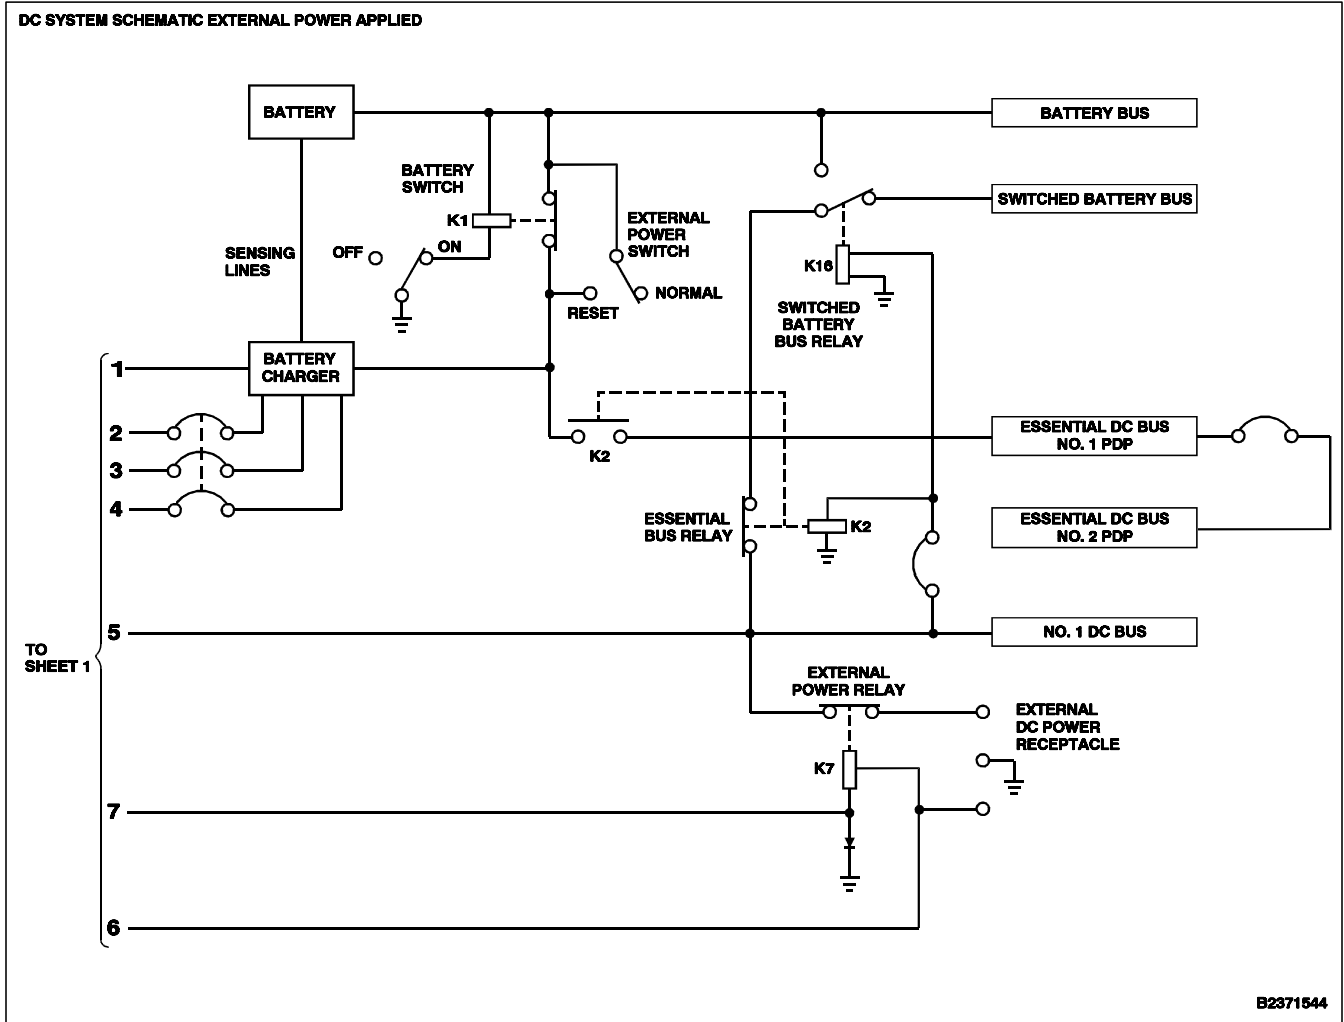 DC SYSTEM SCHEMATIC EXTERNAL POWER APPLIED
BATTERY
BATTERY BUS
BATTERY
SWITCH
K1
SWITCHED BATTERY BUS
EXTERNAL
POWER
SWITCH
SENSING
LINES
OFF
ON
K16
NORMAL
RESET
SWITCHED
BATTERY
BUS RELAY
1
BATTERY
CHARGER
2
3
4
K2
ESSENTIAL DC BUS
NO. 1 PDP
ESSENTIAL
BUS RELAY
K2
ESSENTIAL DC BUS
NO. 2 PDP
5
NO. 1 DC BUS
TO
SHEET 1
EXTERNAL
POWER RELAY
EXTERNAL
DC POWER
RECEPTACLE
K7
7
6
B2371544